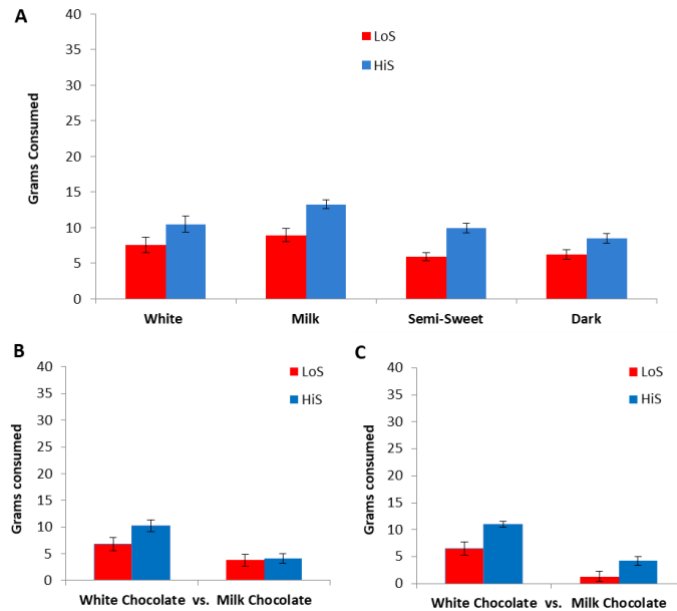 A
Grams Consumed
40
35
30
25
20
15
10
5
0
LoS
HiS
White Milk Semi-Sweet Dark
B
Grams consumed
40
35
30
25
20
15
10
5
0
LoS
HiS
White Chocolate vs. Milk Chocolate
C
Grams consumed
40
35
30
25
20
15
10
5
0
LoS
HiS
White Chocolate vs. Milk Chocolate